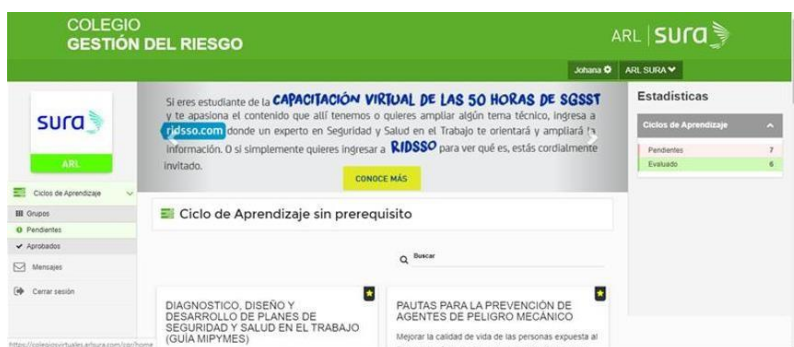 COLEGIO
GESTIÓN DEL RIESGO
ARL sura
Johana
ARL SURA
sura
ARL
Ciclos de Aprendizaje
Grupos
Pendientes
Aprobados
Mensajes
Cerrar sesión
Si eres estudiante de la CAPACITACIÓN VIRTUAL DE LAS 50 HORAS DE SGSST
y te apasiona el contenido que allí tenemos o quieres ampliar algún tema técnico, ingresa a
ridsso.com donde un experto en Seguridad y Salud en el Trabajo te orientará y ampliará la
información. O si simplemente quieres ingresar a RIDSSO para ver qué es, estás cordialmente
invitado.
CONOCE MÁS
Ciclo de Aprendizaje sin prerequisito
Buscar
DIAGNOSTICO, DISEÑO Y
DESARROLLO DE PLANES DE
SEGURIDAD Y SALUD EN EL TRABAJO
(GUÍA MIPYMES)
PAUTAS PARA LA PREVENCIÓN DE
AGENTES DE PELIGRO MECÁNICO
Mejorar la calidad de vida de las personas expuesta al
Estadísticas
Ciclos de Aprendizaje
Pendientes 7
Evaluado 6
https://colegiosvirtuales.arlsura.com/cgr/home